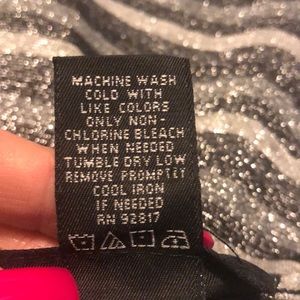 MACHINE WASH
COLD WITH
LIKE COLORS
ONLY NON-
CHLORINE BLEACH
WHEN NEEDED
TUMBLE DRY LOW
REMOVE PROMPTLY
COOL IRON
IF NEEDED
RN 92817